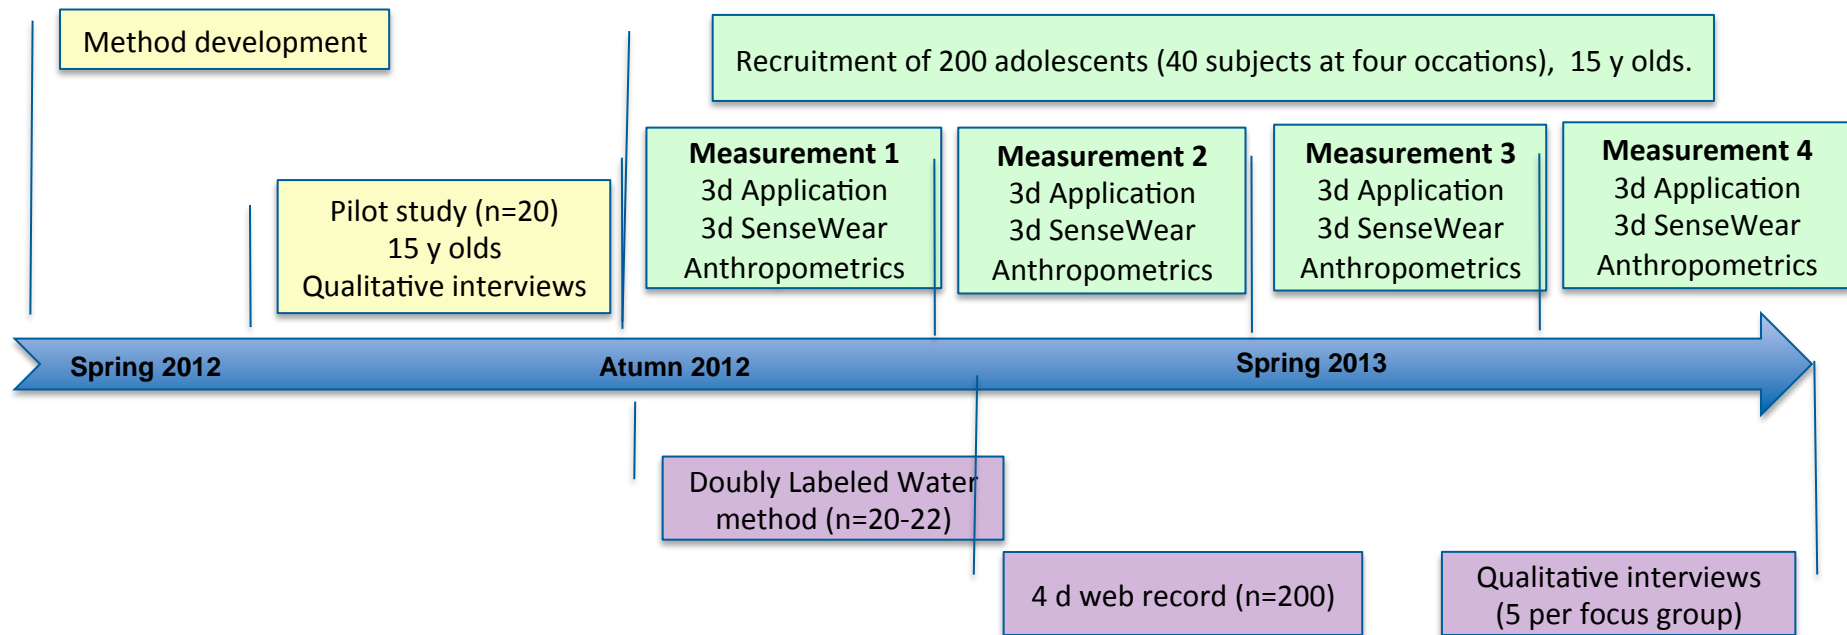 Method development
Recruitment of 200 adolescents (40 subjects at four occations), 15 y olds.
Pilot study (n=20)
15 y olds
Qualitative interviews
Measurement 1
3d Application
3d SenseWear
Anthropometrics
Measurement 2
3d Application
3d SenseWear
Anthropometrics
Measurement 3
3d Application
3d SenseWear
Anthropometrics
Measurement 4
3d Application
3d SenseWear
Anthropometrics
Spring 2012
Atumn 2012
Spring 2013
Doubly Labeled Water
method (n=20-22)
4 d web record (n=200)
Qualitative interviews
(5 per focus group)